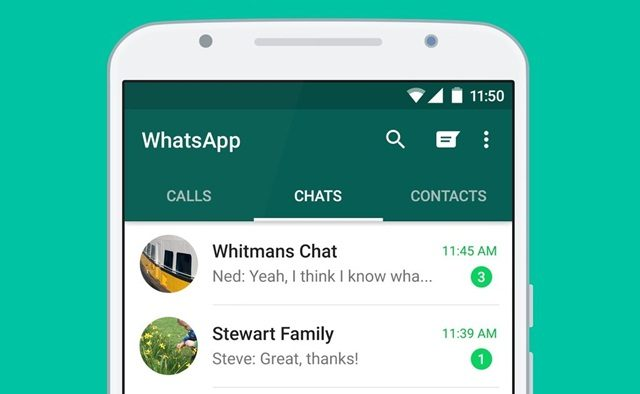 11:50
WhatsApp
CALLS CHATS CONTACTS
Whitmans Chat 11:45 AM
Ned: Yeah, I think I know wha... 3
Stewart Family 11:39 AM
Steve: Great, thanks! 1